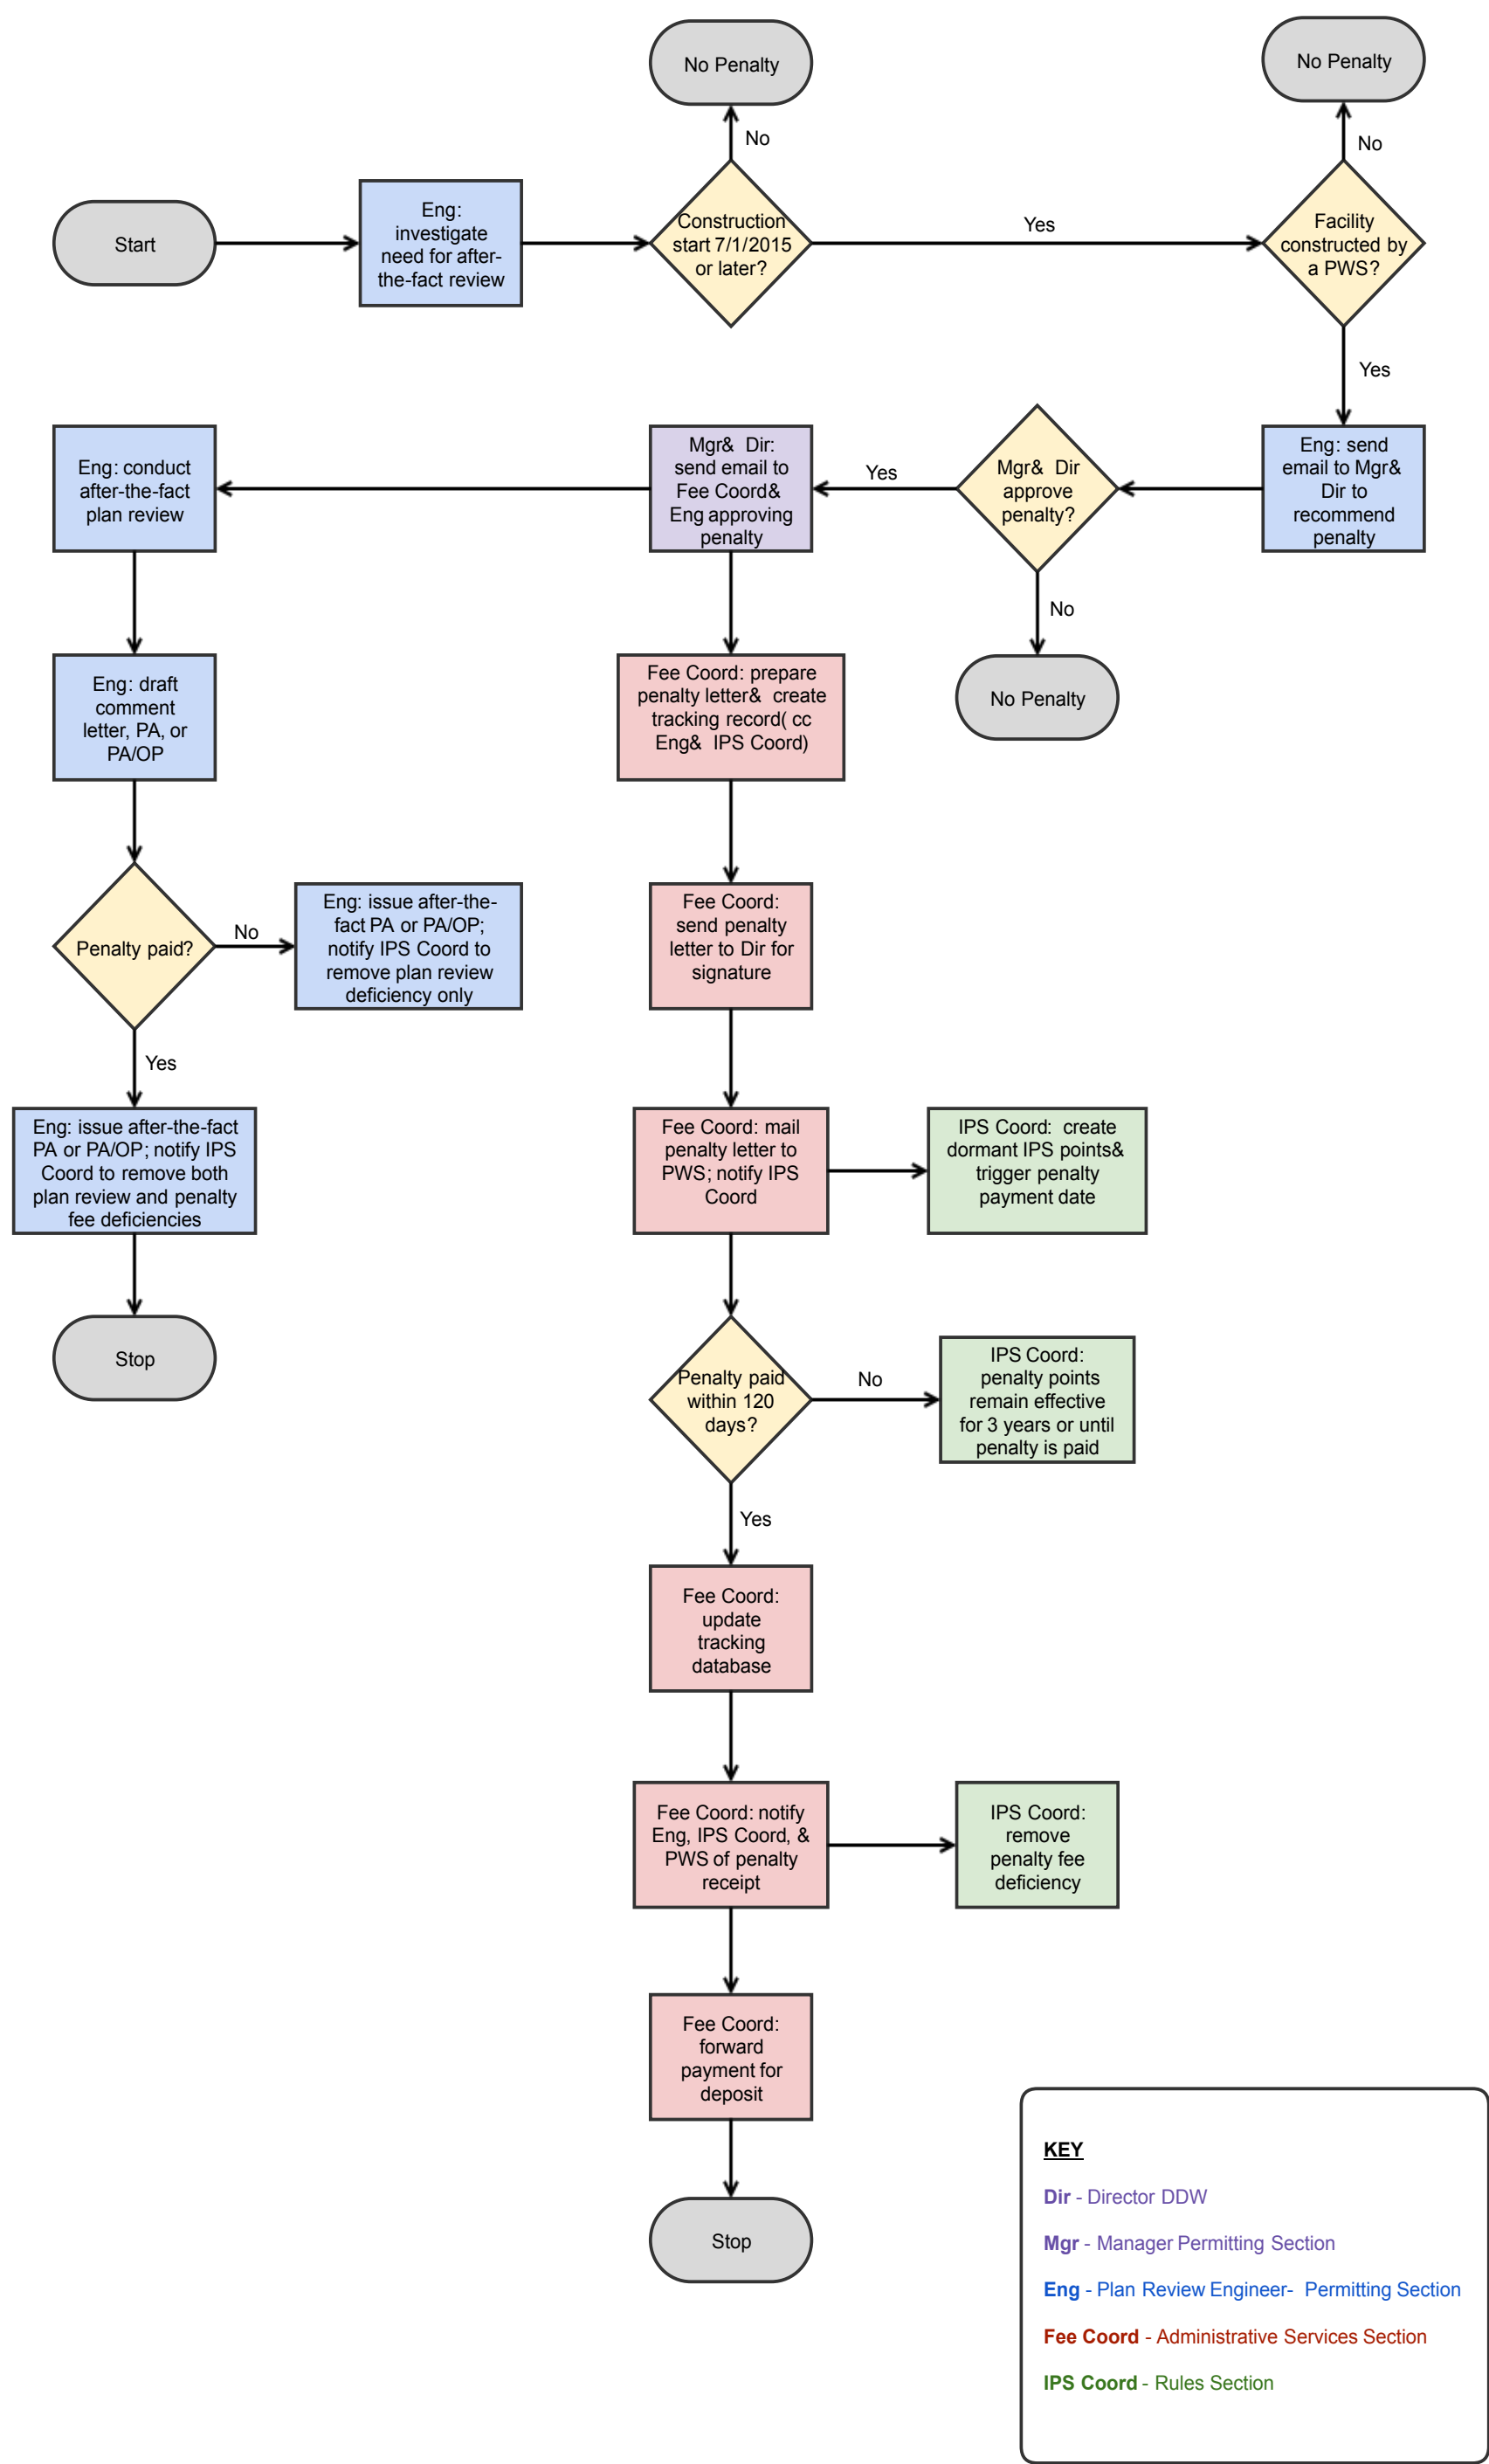 No Penalty
No Penalty
No
No
Start
Eng:
investigate
need for after-
the-fact review
Construction
start 7/1/2015
or later?
Yes
Facility
constructed by
a PWS?
Yes
Eng: conduct
after-the-fact
plan review
Mgr& Dir:
send email to
Fee Coord&
Eng approving
penalty
Yes
Mgr& Dir
approve
penalty?
Eng: send
email to Mgr&
Dir to
recommend
penalty
No
Eng: draft
comment
letter, PA, or
PA/OP
Fee Coord: prepare
penalty letter& create
tracking record( cc
Eng& IPS Coord)
No Penalty
Penalty paid?
No
Eng: issue after-the-
fact PA or PA/OP;
notify IPS Coord to
remove plan review
deficiency only
Fee Coord:
send penalty
letter to Dir for
signature
Yes
Eng: issue after-the-fact
PA or PA/OP; notify IPS
Coord to remove both
plan review and penalty
fee deficiencies
Fee Coord: mail
penalty letter to
PWS; notify IPS
Coord
IPS Coord: create
dormant IPS points&
trigger penalty
payment date
Stop
Penalty paid
within 120
days?
No
IPS Coord:
penalty points
remain effective
for 3 years or until
penalty is paid
Yes
Fee Coord:
update
tracking
database
Fee Coord: notify
Eng, IPS Coord, &
PWS of penalty
receipt
IPS Coord:
remove
penalty fee
deficiency
Fee Coord:
forward
payment for
deposit
Stop
KEY
Dir - Director DDW
Mgr - Manager Permitting Section
Eng - Plan Review Engineer- Permitting Section
Fee Coord - Administrative Services Section
IPS Coord - Rules Section